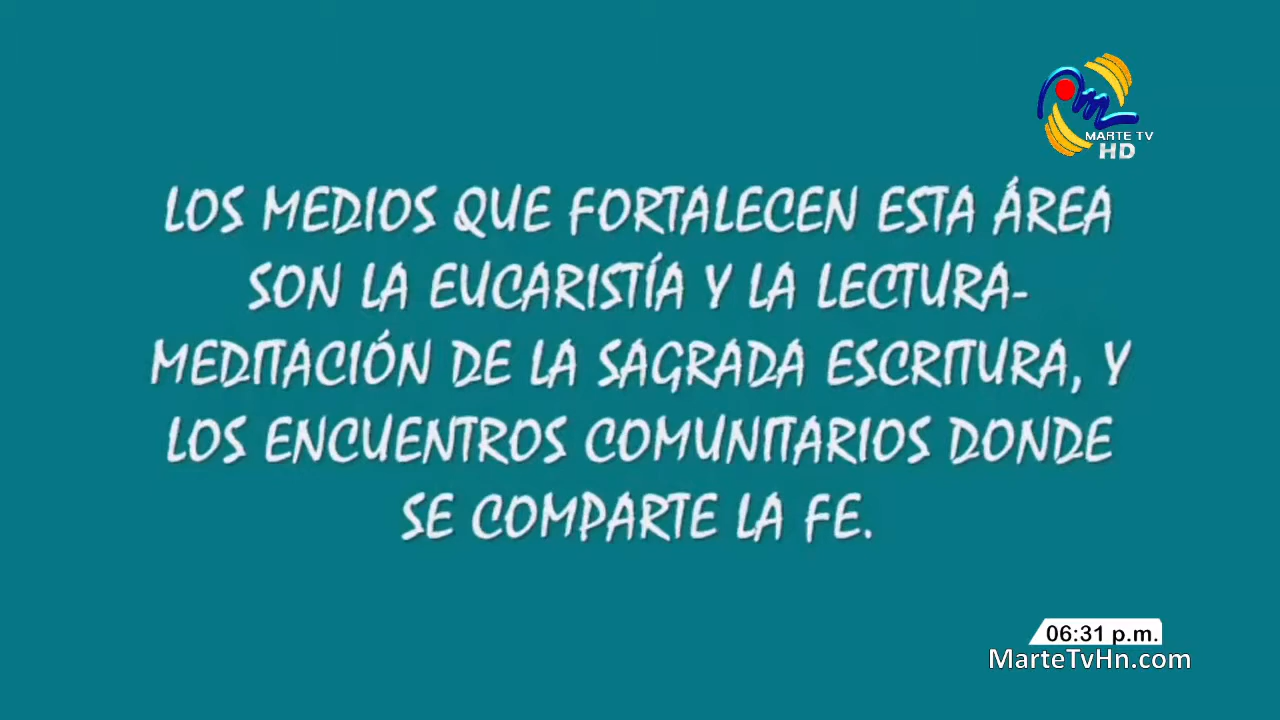 MARTE TV
HD
LOS MEDIOS QUE FORTALECEN ESTA ÁREA
SON LA EUCARISTÍA Y LA LECTURA-
MEDITACIÓN DE LA SAGRADA ESCRITURA, Y
LOS ENCUENTROS COMUNITARIOS DONDE
SE COMPARTE LA FE.
06:31 p.m.
MarteTvHn.com